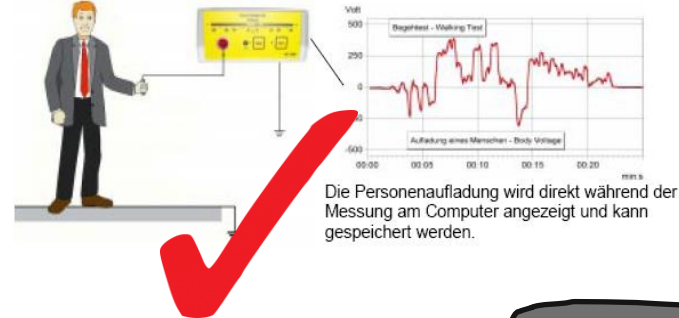 Volt
500
Begehtest - Walking Test
250
0
-500
Aufladung eines Menschen - Body Voltage
00:00 00:05 00:10 00:15 00:20
min:s
Die Personenaufladung wird direkt während der
Messung am Computer angezeigt und kann
gespeichert werden.